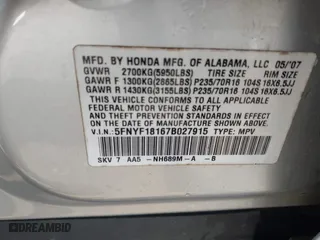 MFD. BY HONDA MFG. OF ALABAMA, LLC 05/'07
GVWR 2700KG(5950LBS) TIRE SIZE RIM SIZE
GAWR F 1300KG(2865LBS) P235/70R16 104S 16X6.5JJ
GAWR R 1430KG(3155LBS) P235/70R16 104S 16X6.5JJ
THIS VEHICLE CONFORMS TO ALL APPLICABLE
FEDERAL MOTOR VEHICLE SAFETY AND
THEFT PREVENTION STANDARDS IN EFFECT ON
THE DATE OF MANUFACTURE SHOWN ABOVE.
V.I.N.: 5FNYF18167B027915 TYPE: MPV
SKV 7 AA5 -NH689M- A -B